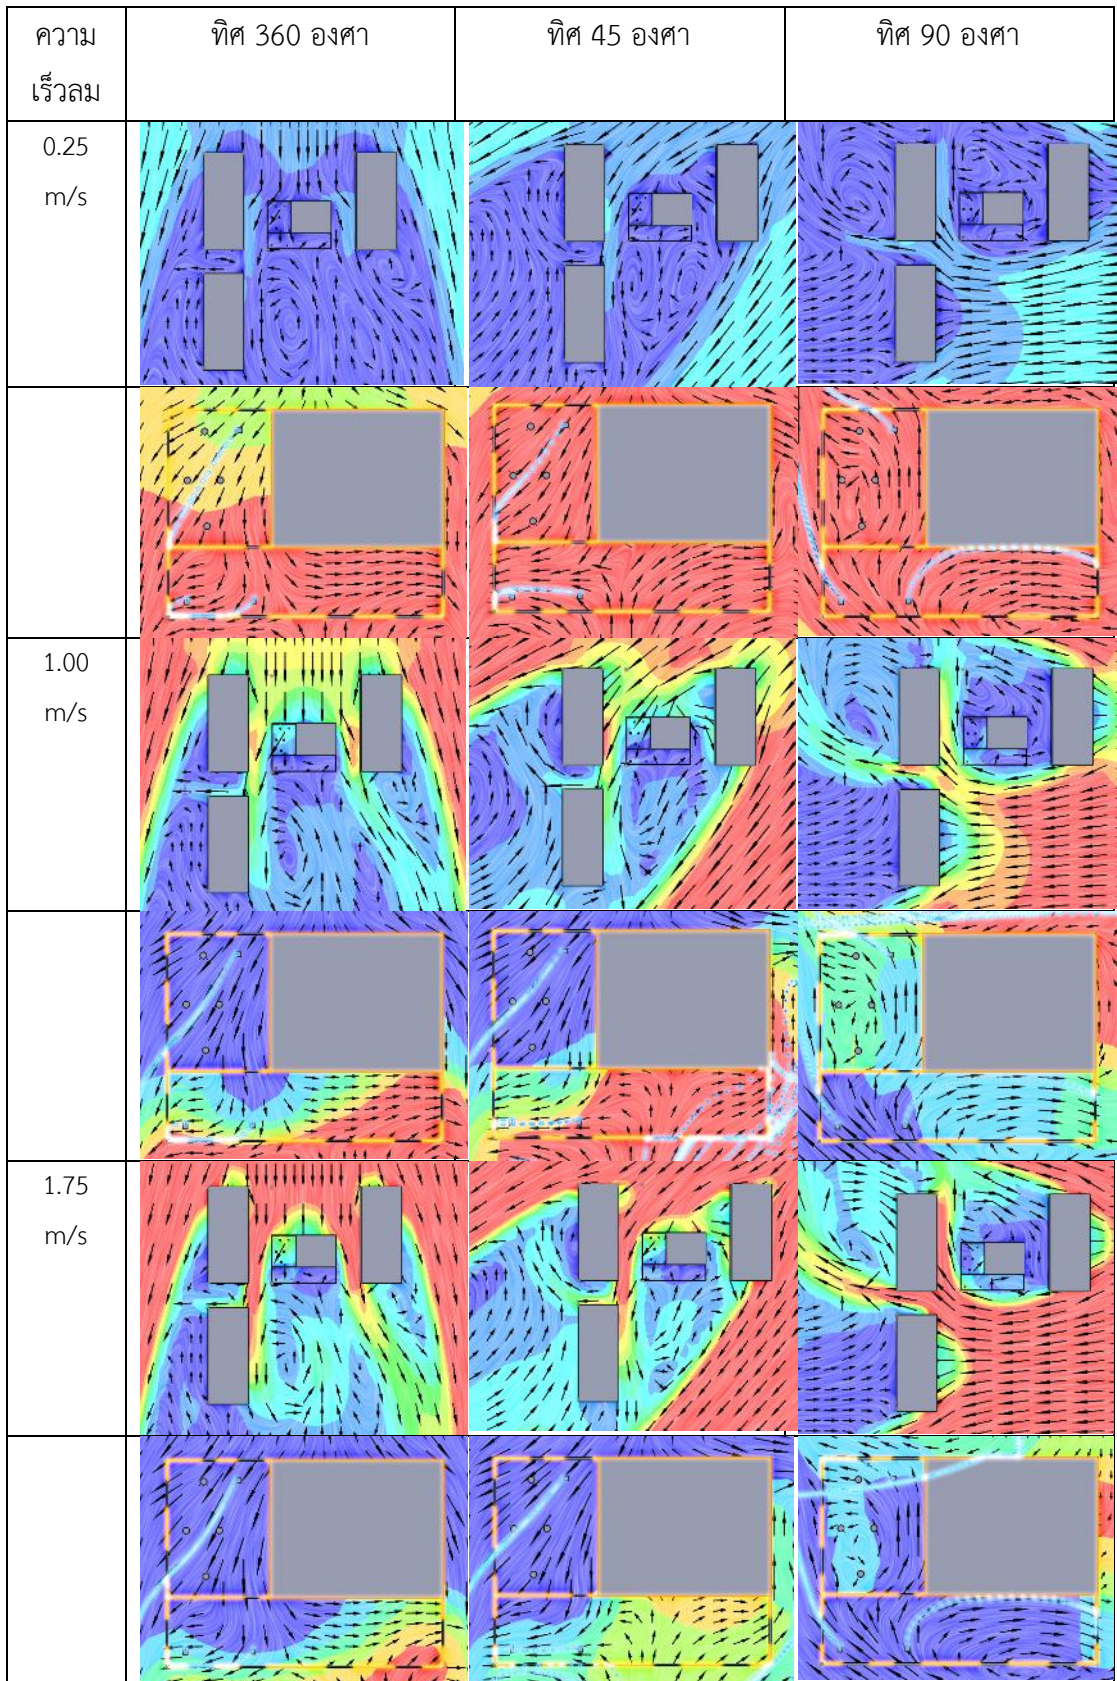 ความ
เร็วลม
ทิศ 360 องศา
ทิศ 45 องศา
ทิศ 90 องศา
0.25
m/s
1.00
m/s
1.75
m/s